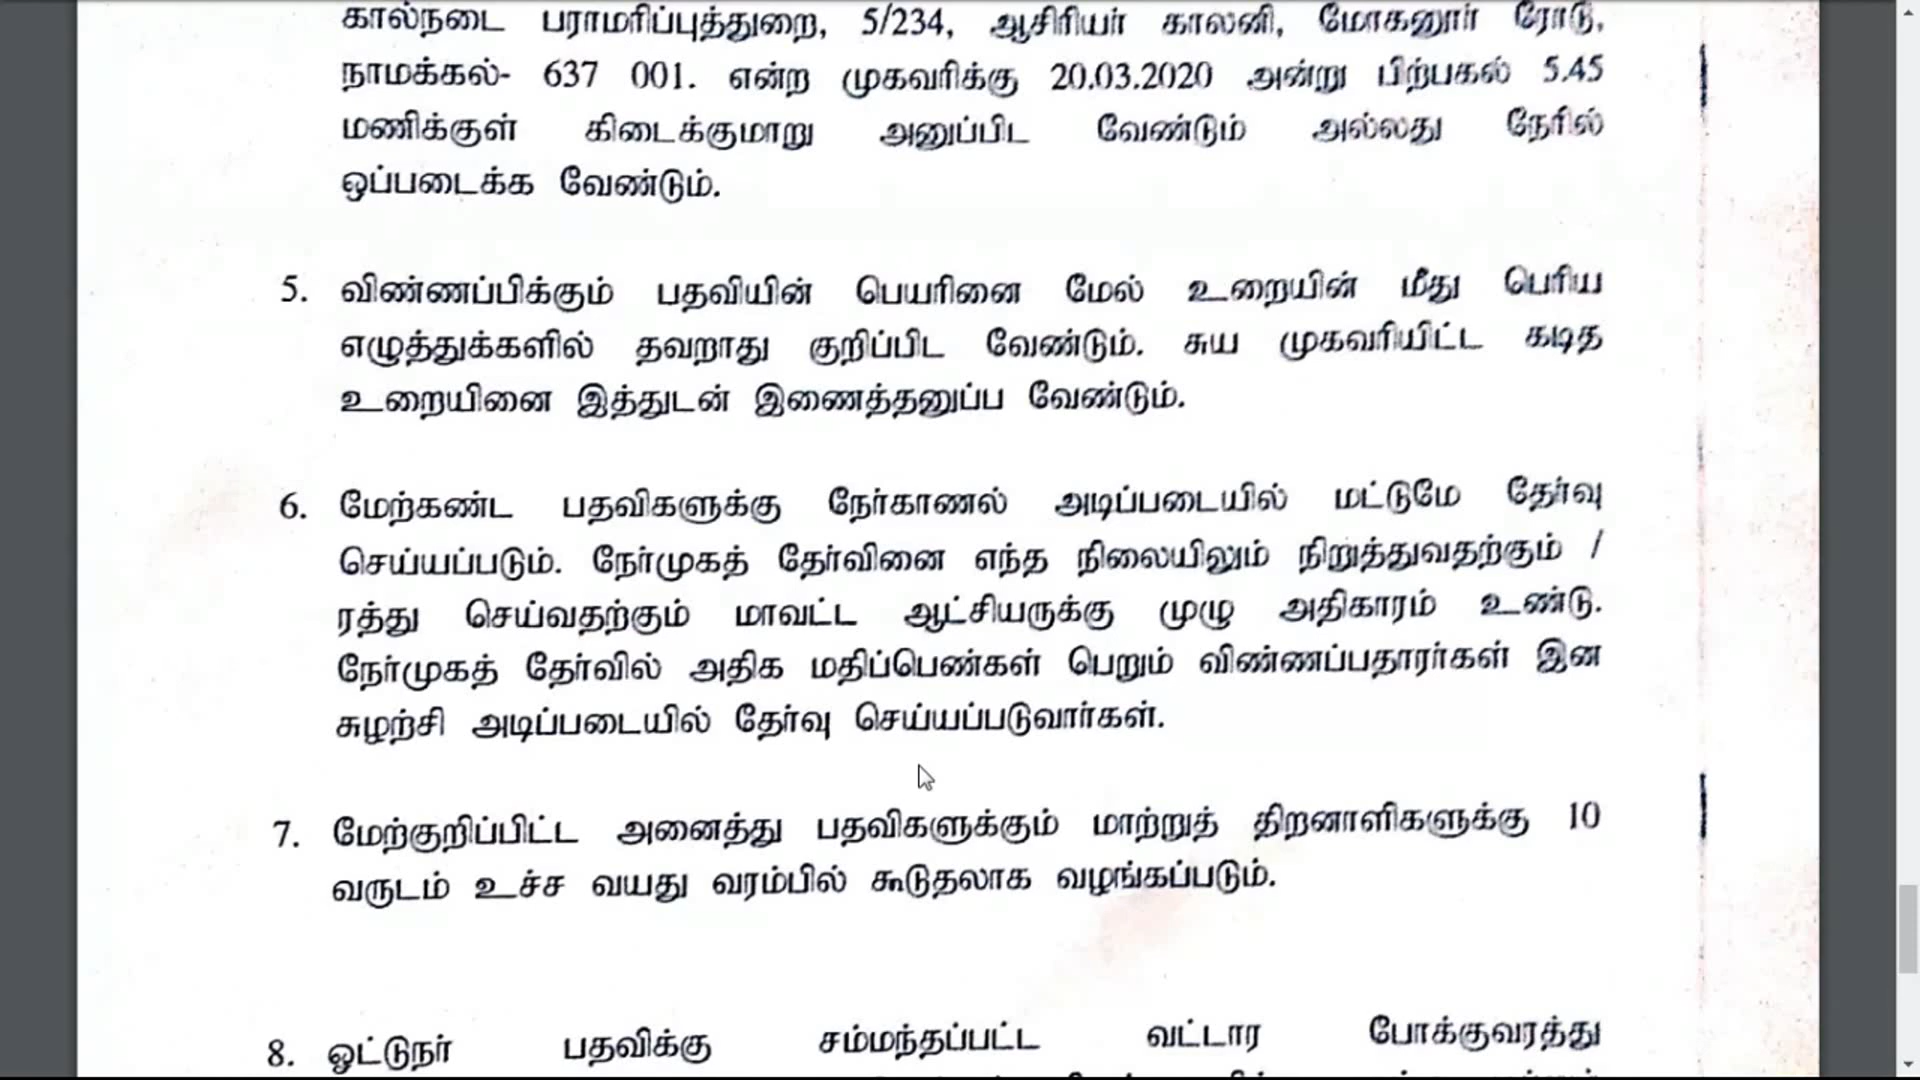 கால்நடை பராமரிப்புத்துறை, 5/234, ஆசிரியர் காலனி, மோகனூர் ரோடு,
நாமக்கல்- 637 001. என்ற முகவரிக்கு 20.03.2020 அன்று பிற்பகல் 5.45
மணிக்குள் கிடைக்குமாறு அனுப்பிட வேண்டும் அல்லது நேரில்
ஒப்படைக்க வேண்டும்.
5. விண்ணப்பிக்கும் பதவியின் பெயரினை மேல் உறையின் மீது பெரிய
எழுத்துக்களில் தவறாது குறிப்பிட வேண்டும். சுய முகவரியிட்ட கடித
உறையினை இத்துடன் இணைத்தனுப்ப வேண்டும்.
6. மேற்கண்ட பதவிகளுக்கு நேர்காணல் அடிப்படையில் மட்டுமே தேர்வு
செய்யப்படும். நேர்முகத் தேர்வினை எந்த நிலையிலும் நிறுத்துவதற்கும் /
ரத்து செய்வதற்கும் மாவட்ட ஆட்சியருக்கு முழு அதிகாரம் உண்டு.
நேர்முகத் தேர்வில் அதிக மதிப்பெண்கள் பெறும் விண்ணப்பதாரர்கள் இன
சுழற்சி அடிப்படையில் தேர்வு செய்யப்படுவார்கள்.
7. மேற்குறிப்பிட்ட அனைத்து பதவிகளுக்கும் மாற்றுத் திறனாளிகளுக்கு 10
வருடம் உச்ச வயது வரம்பில் கூடுதலாக வழங்கப்படும்.
8. ஓட்டுநர் பதவிக்கு சம்மந்தப்பட்ட வட்டார போக்குவரத்து